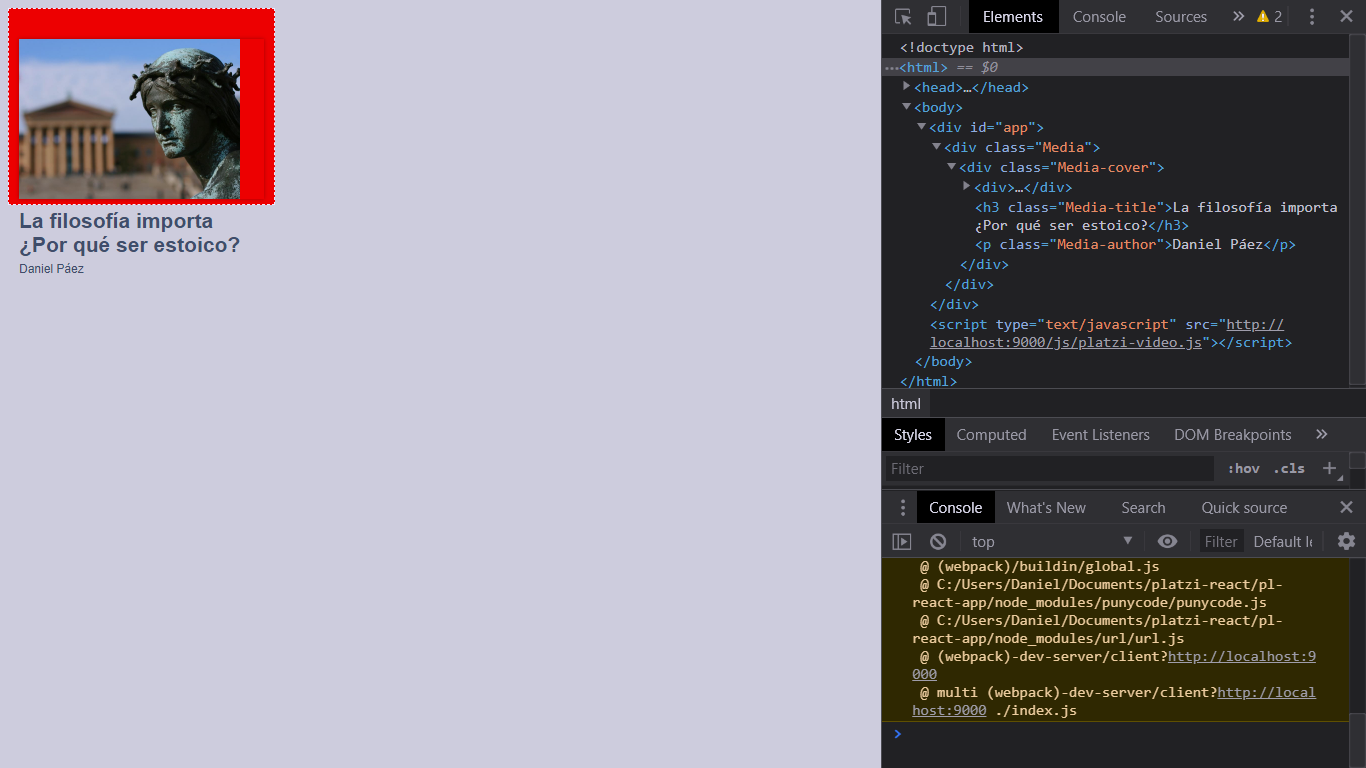 La filosofía importa
¿Por qué ser estoico?
Daniel Páez
Elements Console Sources » 2
<!doctype html>
…<html> == $0
<head>…</head>
<body>
<div id="app">
<div class="Media">
<div class="Media-cover">
<div>…</div>
<h3 class="Media-title">La filosofía importa
¿Por qué ser estoico?</h3>
<p class="Media-author">Daniel Páez</p>
</div>
</div>
</div>
<script type="text/javascript" src="http://
localhost:9000/js/platzi-video.js"></script>
</body>
</html>
html
Styles Computed Event Listeners DOM Breakpoints »
Filter :hov .cls +
Console What's New Search Quick source
top Filter Default le
@ (webpack)/buildin/global.js
@ C:/Users/Daniel/Documents/platzi-react/pl-
react-app/node_modules/punycode/punycode.js
@ C:/Users/Daniel/Documents/platzi-react/pl-
react-app/node_modules/url/url.js
@ (webpack)-dev-server/client?http://localhost:9
000
@ multi (webpack)-dev-server/client?http://local
host:9000 ./index.js
>